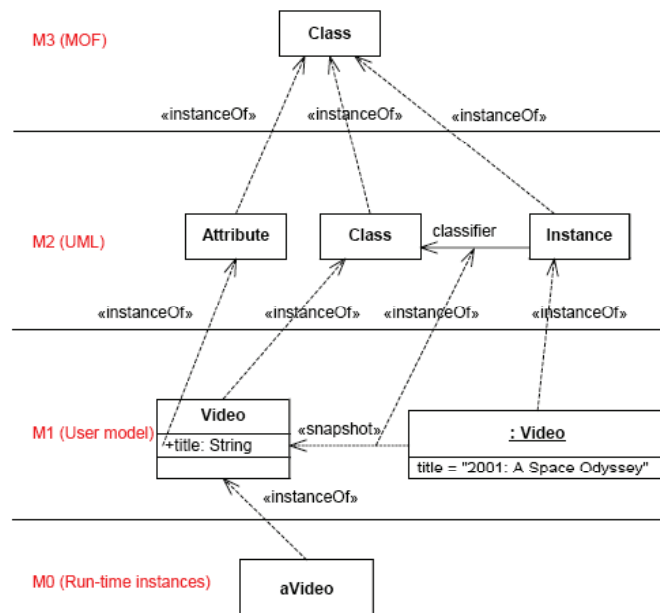 Class
M3 (MOF)
«instanceOf» «instanceOf» «instanceOf»
M2 (UML)
Attribute
Class
classifier
Instance
«instanceOf» «instanceOf» «instanceOf» «instanceOf»
Video
M1 (User model)
+title: String
«snapshot»
: Video
title = "2001: A Space Odyssey"
«instanceOf»
M0 (Run-time instances)
aVideo